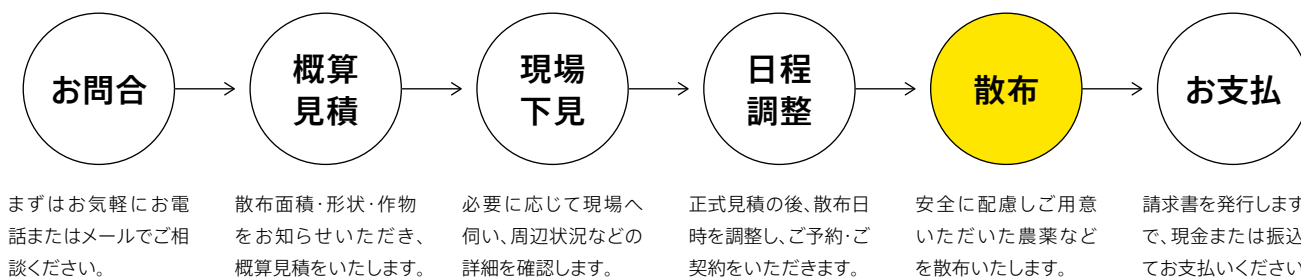 お問合
概算
見積
現場
下見
日程
調整
散布
お支払
まずはお気軽にお電
話またはメールでご相
談ください。
散布面積・形状・作物
をお知らせいただき、
概算見積をいたします。
必要に応じて現場へ
伺い、周辺状況などの
詳細を確認します。
正式見積の後、散布日
時を調整し、ご予約・ご
契約をいただきます。
安全に配慮しご用意
いただいた農薬など
を散布いたします。
請求書を発行します
で、現金または振込
てお支払いください